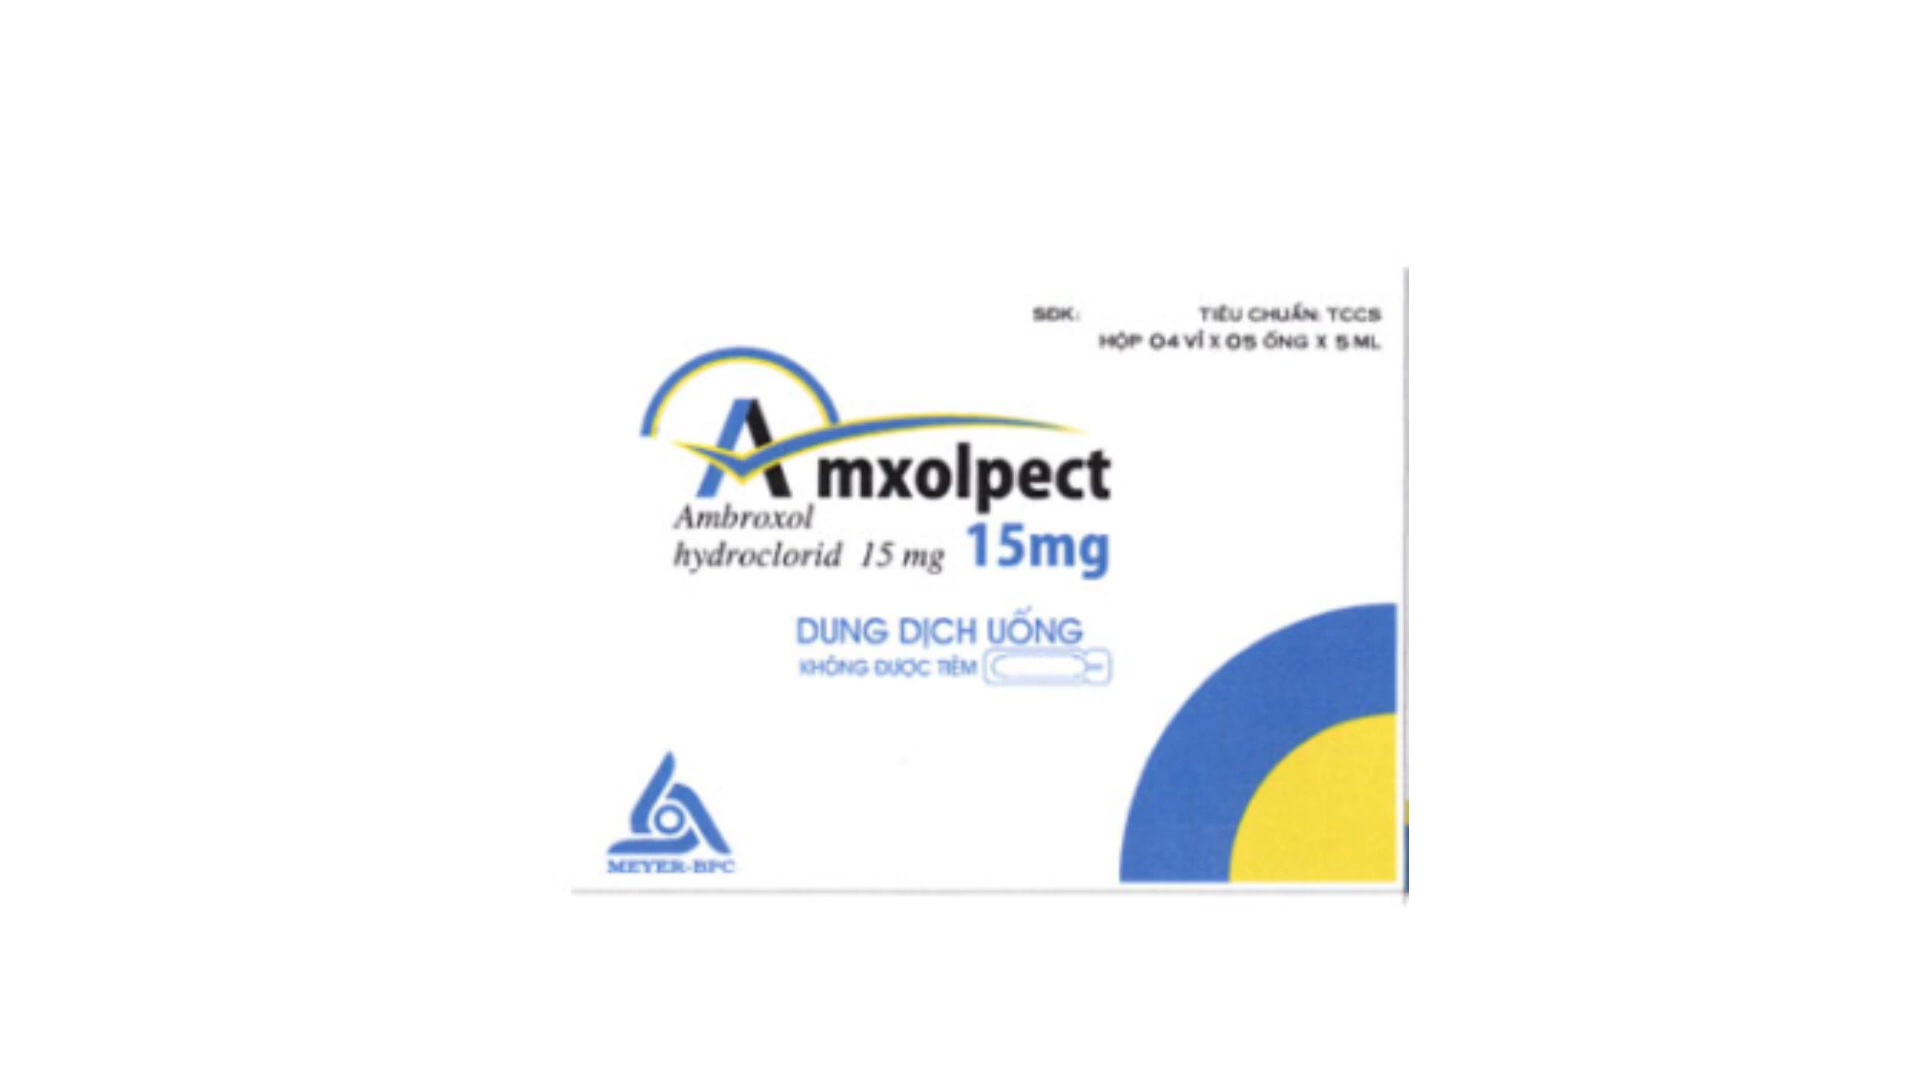 SĐK: TIÊU CHUẨN: TCCS
HỘP 04 VỈ X 05 ỐNG X 5 ML
Amxolpect
Ambroxol
hydroclorid 15 mg 15mg
DUNG DỊCH UỐNG
KHÔNG ĐƯỢC TIÊM
MEYER-BPC